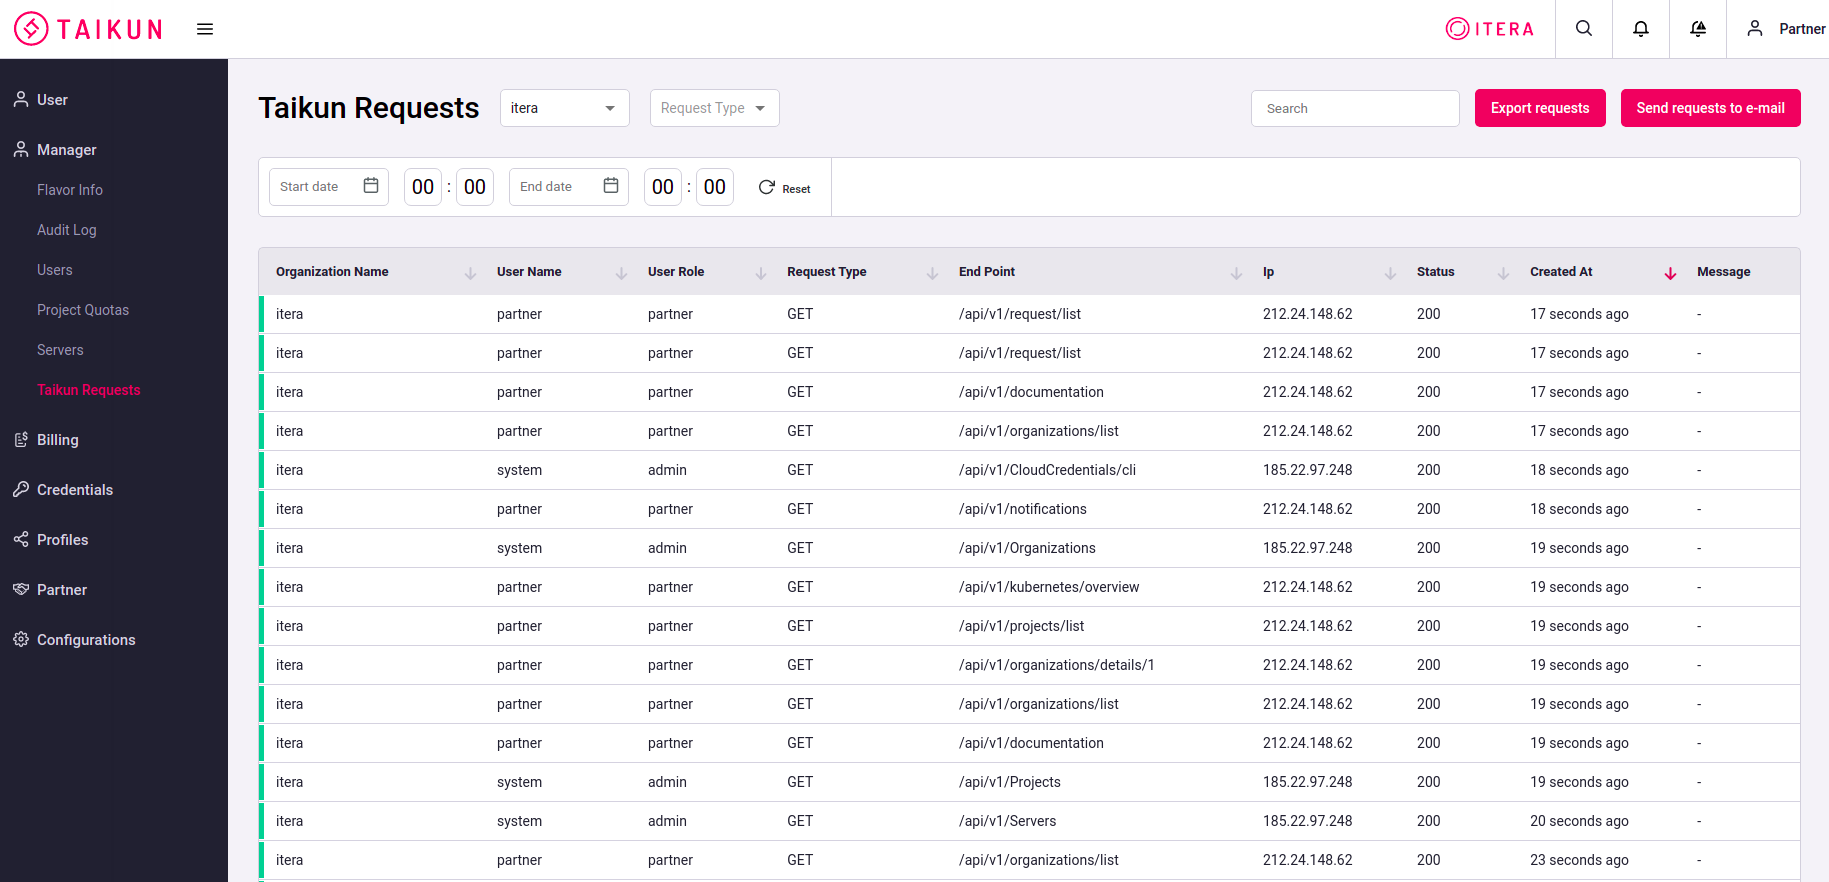 TAIKUN
ITERA
Partner
User
Manager
Flavor Info
Audit Log
Users
Project Quotas
Servers
Taikun Requests
Billing
Credentials
Profiles
Partner
Configurations
Taikun Requests itera Request Type Search Export requests Send requests to e-mail
Start date 00 : 00 End date 00 : 00 Reset
Organization Name User Name User Role Request Type End Point Ip Status Created At Message
itera partner partner GET /api/v1/request/list 212.24.148.62 200 17 seconds ago -
itera partner partner GET /api/v1/request/list 212.24.148.62 200 17 seconds ago -
itera partner partner GET /api/v1/documentation 212.24.148.62 200 17 seconds ago -
itera partner partner GET /api/v1/organizations/list 212.24.148.62 200 17 seconds ago -
itera system admin GET /api/v1/CloudCredentials/cli 185.22.97.248 200 18 seconds ago -
itera partner partner GET /api/v1/notifications 212.24.148.62 200 18 seconds ago -
itera system admin GET /api/v1/Organizations 185.22.97.248 200 19 seconds ago -
itera partner partner GET /api/v1/kubernetes/overview 212.24.148.62 200 19 seconds ago -
itera partner partner GET /api/v1/projects/list 212.24.148.62 200 19 seconds ago -
itera partner partner GET /api/v1/organizations/details/1 212.24.148.62 200 19 seconds ago -
itera partner partner GET /api/v1/organizations/list 212.24.148.62 200 19 seconds ago -
itera partner partner GET /api/v1/documentation 212.24.148.62 200 19 seconds ago -
itera system admin GET /api/v1/Projects 185.22.97.248 200 19 seconds ago -
itera system admin GET /api/v1/Servers 185.22.97.248 200 20 seconds ago -
itera partner partner GET /api/v1/organizations/list 212.24.148.62 200 23 seconds ago -